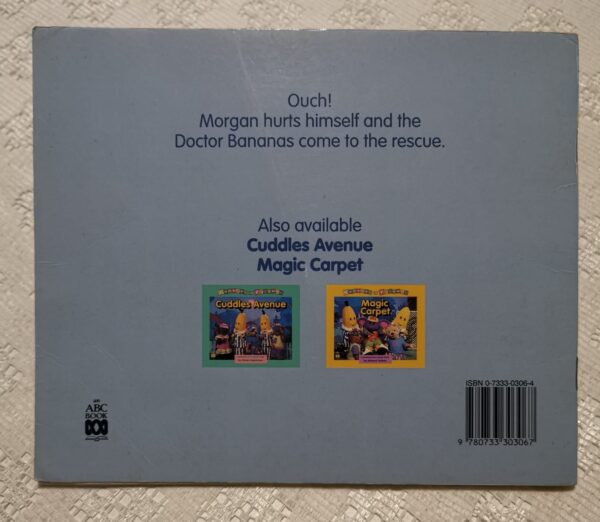 Ouch!
Morgan hurts himself and the
Doctor Bananas come to the rescue.
Also available
Cuddles Avenue
Magic Carpet
Cuddles Avenue
Magic
Carpet
AN
ABC
BOOK
ISBN 0-7333-0306-4
9 780733 303067